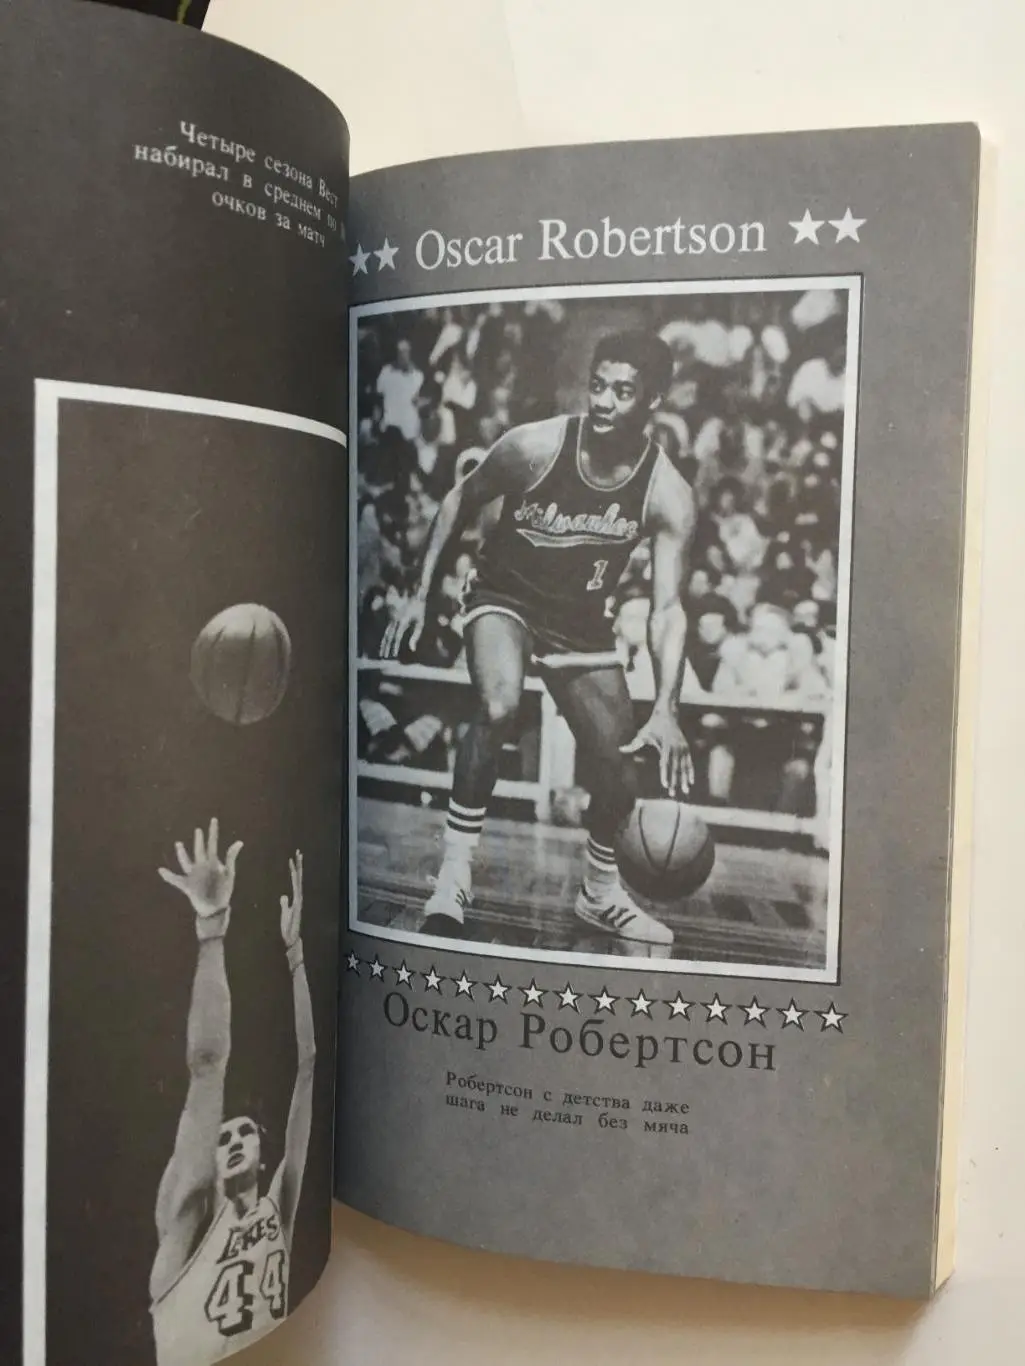 Четыре сезона Вест
набирал в среднем по
очков за матч
LAKERS
44
Oscar Robertson
Milwaukee
1
Оскар Робертсон
Робертсон с детства даже
шага не делал без мяча